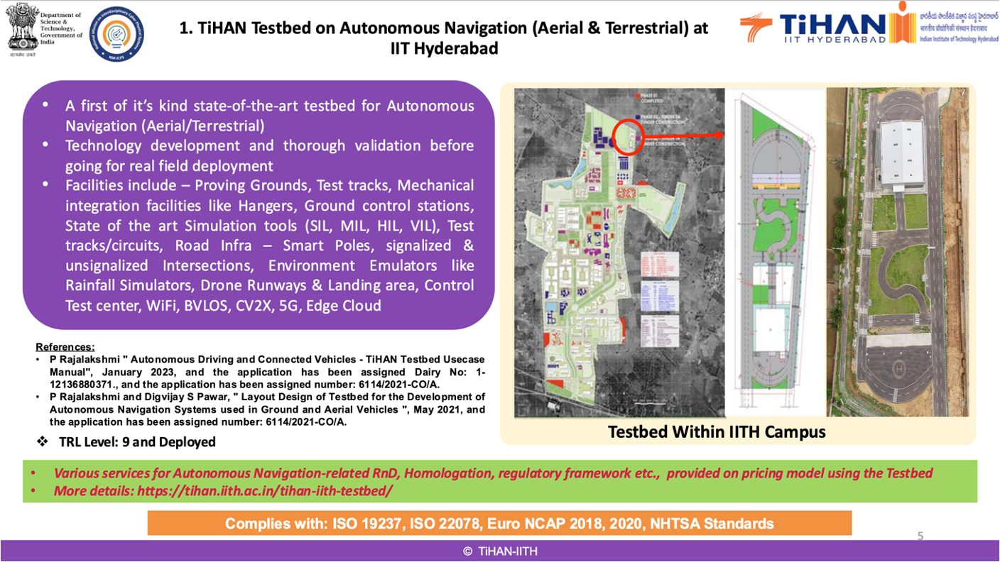 Department of
Science &
Technology,
Government of
India
सत्यमेव जयते
NM-ICPS
1. TiHAN Testbed on Autonomous Navigation (Aerial & Terrestrial) at
IIT Hyderabad
TiHAN
IIT HYDERABAD
భారతీయ సాంకేతిక విజ్ఞాన సంస్థ హైదరాబాద్
भारतीय प्रौद्योगिकी संस्थान हैदराबाद
Indian Institute of Technology Hyderabad
• A first of it's kind state-of-the-art testbed for Autonomous
Navigation (Aerial/Terrestrial)
• Technology development and thorough validation before
going for real field deployment
• Facilities include – Proving Grounds, Test tracks, Mechanical
integration facilities like Hangers, Ground control stations,
State of the art Simulation tools (SIL, MIL, HIL, VIL), Test
tracks/circuits, Road Infra – Smart Poles, signalized &
unsignalized Intersections, Environment Emulators like
Rainfall Simulators, Drone Runways & Landing area, Control
Test center, WiFi, BVLOS, CV2X, 5G, Edge Cloud
References:
• P Rajalakshmi " Autonomous Driving and Connected Vehicles - TiHAN Testbed Usecase
Manual", January 2023, and the application has been assigned Dairy No: 1-
12136880371., and the application has been assigned number: 6114/2021-CO/A.
• P Rajalakshmi and Digvijay S Pawar, " Layout Design of Testbed for the Development of
Autonomous Navigation Systems used in Ground and Aerial Vehicles ", May 2021, and
the application has been assigned number: 6114/2021-CO/A.
❖ TRL Level: 9 and Deployed
PHASE 01
COMPLETED
PHASE 02 - TENDER 2A
UNDER CONSTRUCTION
UNDER CONSTRUCTION
H
Testbed Within IITH Campus
• Various services for Autonomous Navigation-related RnD, Homologation, regulatory framework etc., provided on pricing model using the Testbed
• More details: https://tihan.iith.ac.in/tihan-iith-testbed/
Complies with: ISO 19237, ISO 22078, Euro NCAP 2018, 2020, NHTSA Standards
5
© TiHAN-IITH